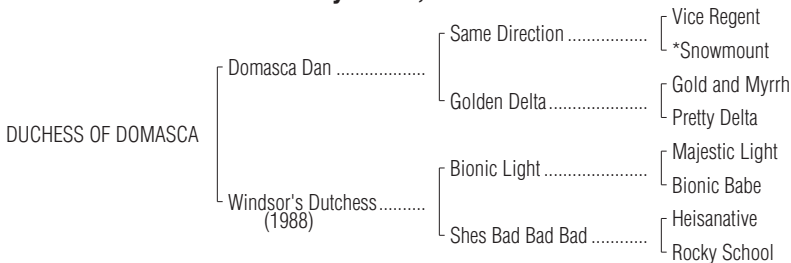 Vice Regent
Same Direction ..................
*Snowmount
Domasca Dan ...................
Gold and Myrrh
Golden Delta......................
Pretty Delta
DUCHESS OF DOMASCA
Majestic Light
Bionic Light .......................
Bionic Babe
Windsor's Dutchess..........
(1988)
Heisanative
Shes Bad Bad Bad ............
Rocky School